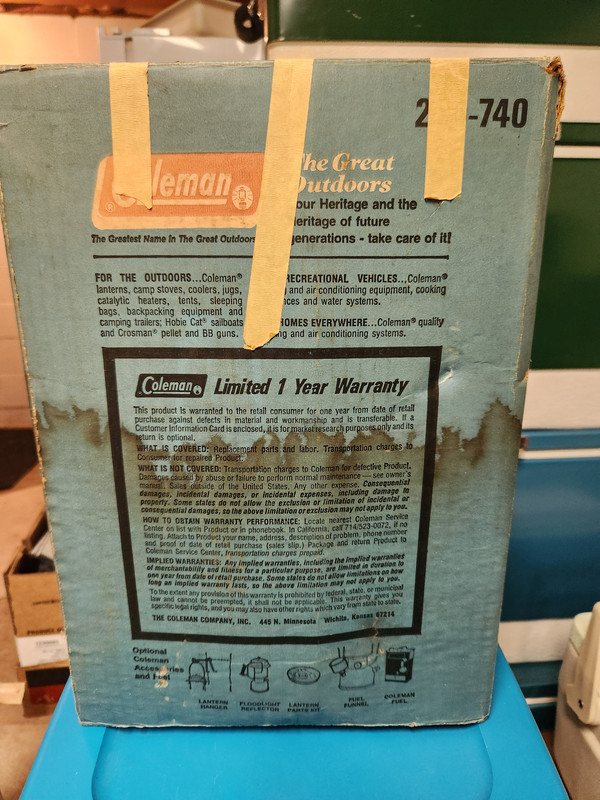 -740
Coleman®
The Great
Outdoors
our Heritage and the
Heritage of future
The Greatest Name In The Great Outdoors generations - take care of it!
FOR THE OUTDOORS...Coleman®
lanterns, camp stoves, coolers, jugs,
catalytic heaters, tents, sleeping
bags, backpacking equipment and
camping trailers; Hobie Cat® sailboats
and Crosman® pellet and BB guns.
RECREATIONAL VEHICLES...Coleman®
and air conditioning equipment, cooking
and water systems.
HOMES EVERYWHERE...Coleman® quality
and air conditioning systems.
Coleman® Limited 1 Year Warranty
This product is warranted to the retail consumer for one year from date of retail
purchase against defects in material and workmanship and is transferable. If a
Customer Information Card is enclosed, it is for market research purposes only and its
return is optional.
WHAT IS COVERED: Replacement parts and labor. Transportation charges to
Consumer for repaired Product.
WHAT IS NOT COVERED: Transportation charges to Coleman for defective Product.
Damages caused by abuse or failure to perform normal maintenance — see owner's
manual. Sales outside of the United States. Any other expense. Consequential
damages, incidental damages, or incidental expenses, including damage to
property. Some states do not allow the exclusion or limitation of incidental or
consequential damages, so the above limitation or exclusion may not apply to you.
HOW TO OBTAIN WARRANTY PERFORMANCE: Locate nearest Coleman Service
Center on list with Product or in phonebook. In California, call 714/523-0072, if no
listing. Attach to Product your name, address, description of problem, phone number
and proof of date of retail purchase (sales slip.) Package and return Product to
Coleman Service Center, transportation charges prepaid.
IMPLIED WARRANTIES: Any implied warranties, including the implied warranties
of merchantability and fitness for a particular purpose, are limited in duration to
one year from date of retail purchase. Some states do not allow limitations on how
long an implied warranty lasts, so the above limitation may not apply to you.
To the extent any provision of this warranty is prohibited by federal, state, or municipal
law and cannot be preempted, it shall not be applicable. This warranty gives you
specific legal rights, and you may also have other rights which vary from state to state.
THE COLEMAN COMPANY, INC. 445 N. Minnesota Wichita, Kansas 67214
Optional
Coleman
Accessories
and Fuel
LANTERN
HANGER
FLOODLIGHT
REFLECTOR
LANTERN
PARTS KIT
FUEL
FUNNEL
COLEMAN
FUEL